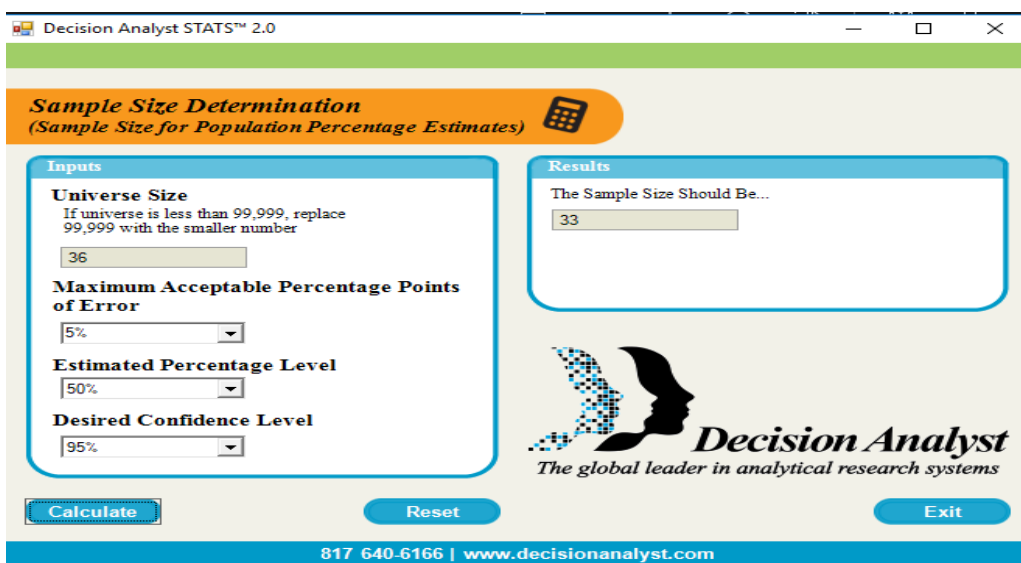 Decision Analyst STATS™ 2.0
Sample Size Determination
(Sample Size for Population Percentage Estimates)
Inputs
Universe Size
If universe is less than 99,999, replace
99,999 with the smaller number
36
Maximum Acceptable Percentage Points
of Error
5%
Estimated Percentage Level
50%
Desired Confidence Level
95%
Results
The Sample Size Should Be...
33
Decision Analyst
The global leader in analytical research systems
Calculate
Reset
Exit
817 640-6166 | www.decisionanalyst.com